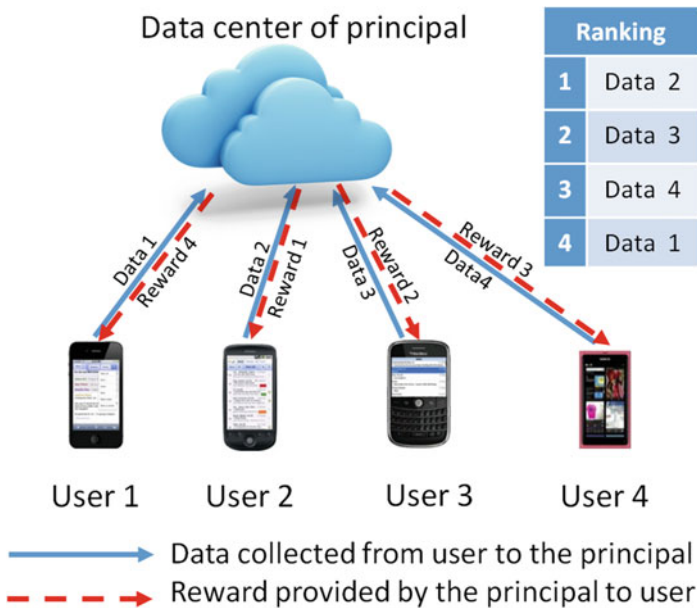 Data center of principal
Ranking
1 Data 2
2 Data 3
3 Data 4
4 Data 1
Data 1
Reward 4
Data 2
Reward 1
Reward 2
Data 3
Reward 3
Data4
User 1
User 2
User 3
User 4
Data collected from user to the principal
Reward provided by the principal to user